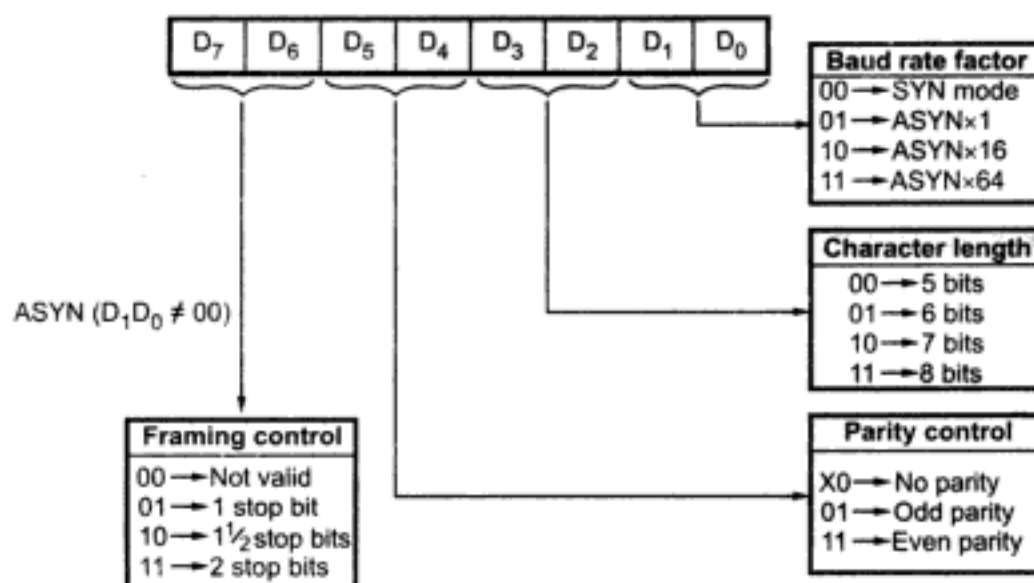 D7 D6 D5 D4 D3 D2 D1 D0
Baud rate factor
00→SYN mode
01→ASYN×1
10→ASYN×16
11→ASYN×64
Character length
00→5 bits
01→6 bits
10→7 bits
11→8 bits
ASYN (D1D0 ≠ 00)
Framing control
00→Not valid
01→1 stop bit
10→1½ stop bits
11→2 stop bits
Parity control
X0→No parity
01→Odd parity
11→Even parity